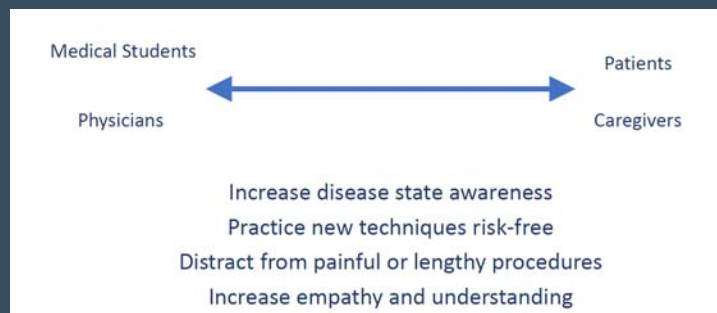 Medical Students
Patients
Physicians
Caregivers
Increase disease state awareness
Practice new techniques risk-free
Distract from painful or lengthy procedures
Increase empathy and understanding